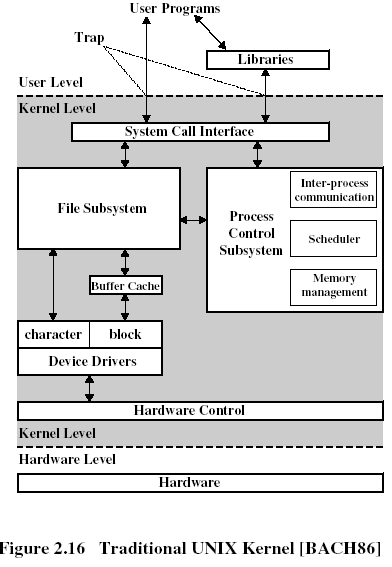 User Programs
Trap
Libraries
User Level
Kernel Level
System Call Interface
File Subsystem
Process
Control
Subsystem
Inter-process
communication
Scheduler
Memory
management
Buffer Cache
character
block
Device Drivers
Hardware Control
Kernel Level
Hardware Level
Hardware
Figure 2.16 Traditional UNIX Kernel [BACH86]